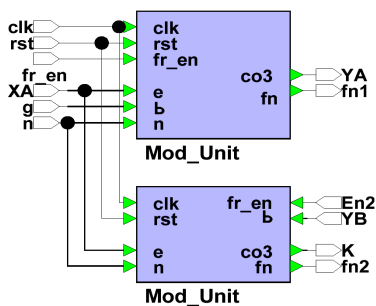 clk
rst
fr_en
XA
g
n
clk
rst
fr_en
e
b
n
co3
fn
YA
fn1
Mod_Unit
clk
rst
e
n
fr_en
b
co3
fn
En2
YB
K
fn2
Mod_Unit